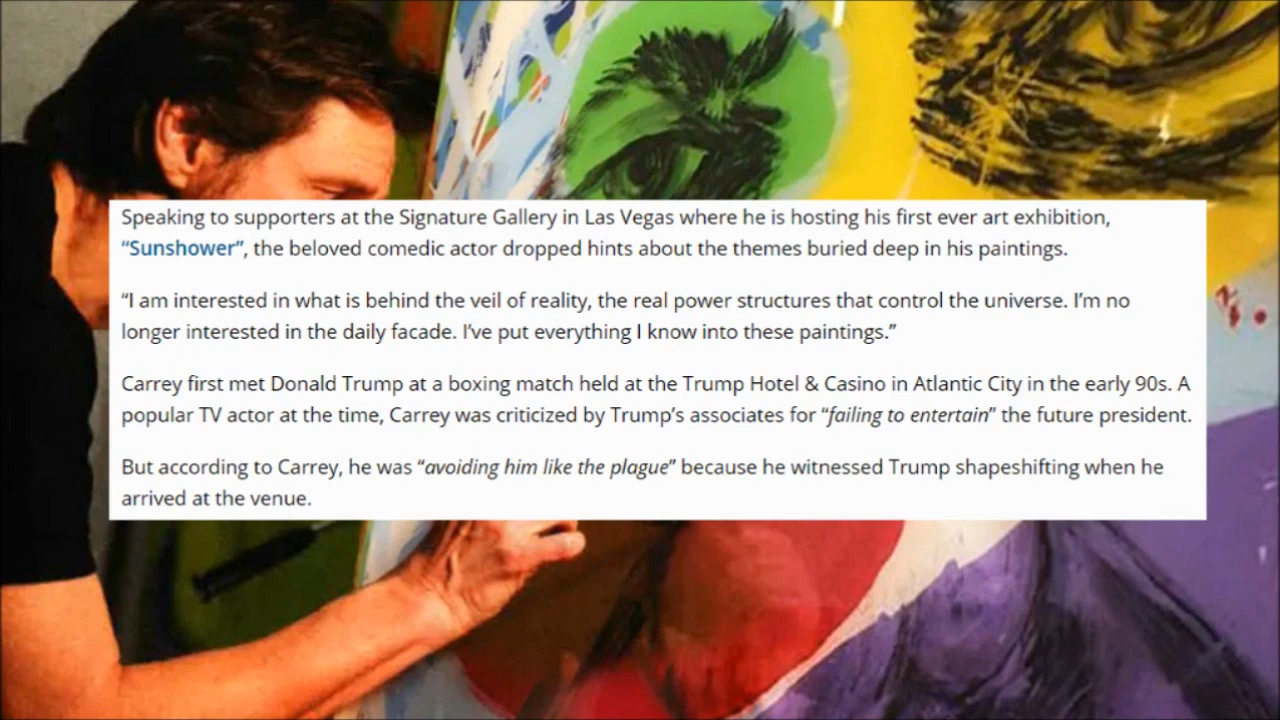 Speaking to supporters at the Signature Gallery in Las Vegas where he is hosting his first ever art exhibition,
“Sunshower”, the beloved comedic actor dropped hints about the themes buried deep in his paintings.
“I am interested in what is behind the veil of reality, the real power structures that control the universe. I’m no
longer interested in the daily facade. I’ve put everything I know into these paintings.”
Carrey first met Donald Trump at a boxing match held at the Trump Hotel & Casino in Atlantic City in the early 90s. A
popular TV actor at the time, Carrey was criticized by Trump’s associates for “failing to entertain” the future president.
But according to Carrey, he was “avoiding him like the plague” because he witnessed Trump shapeshifting when he
arrived at the venue.